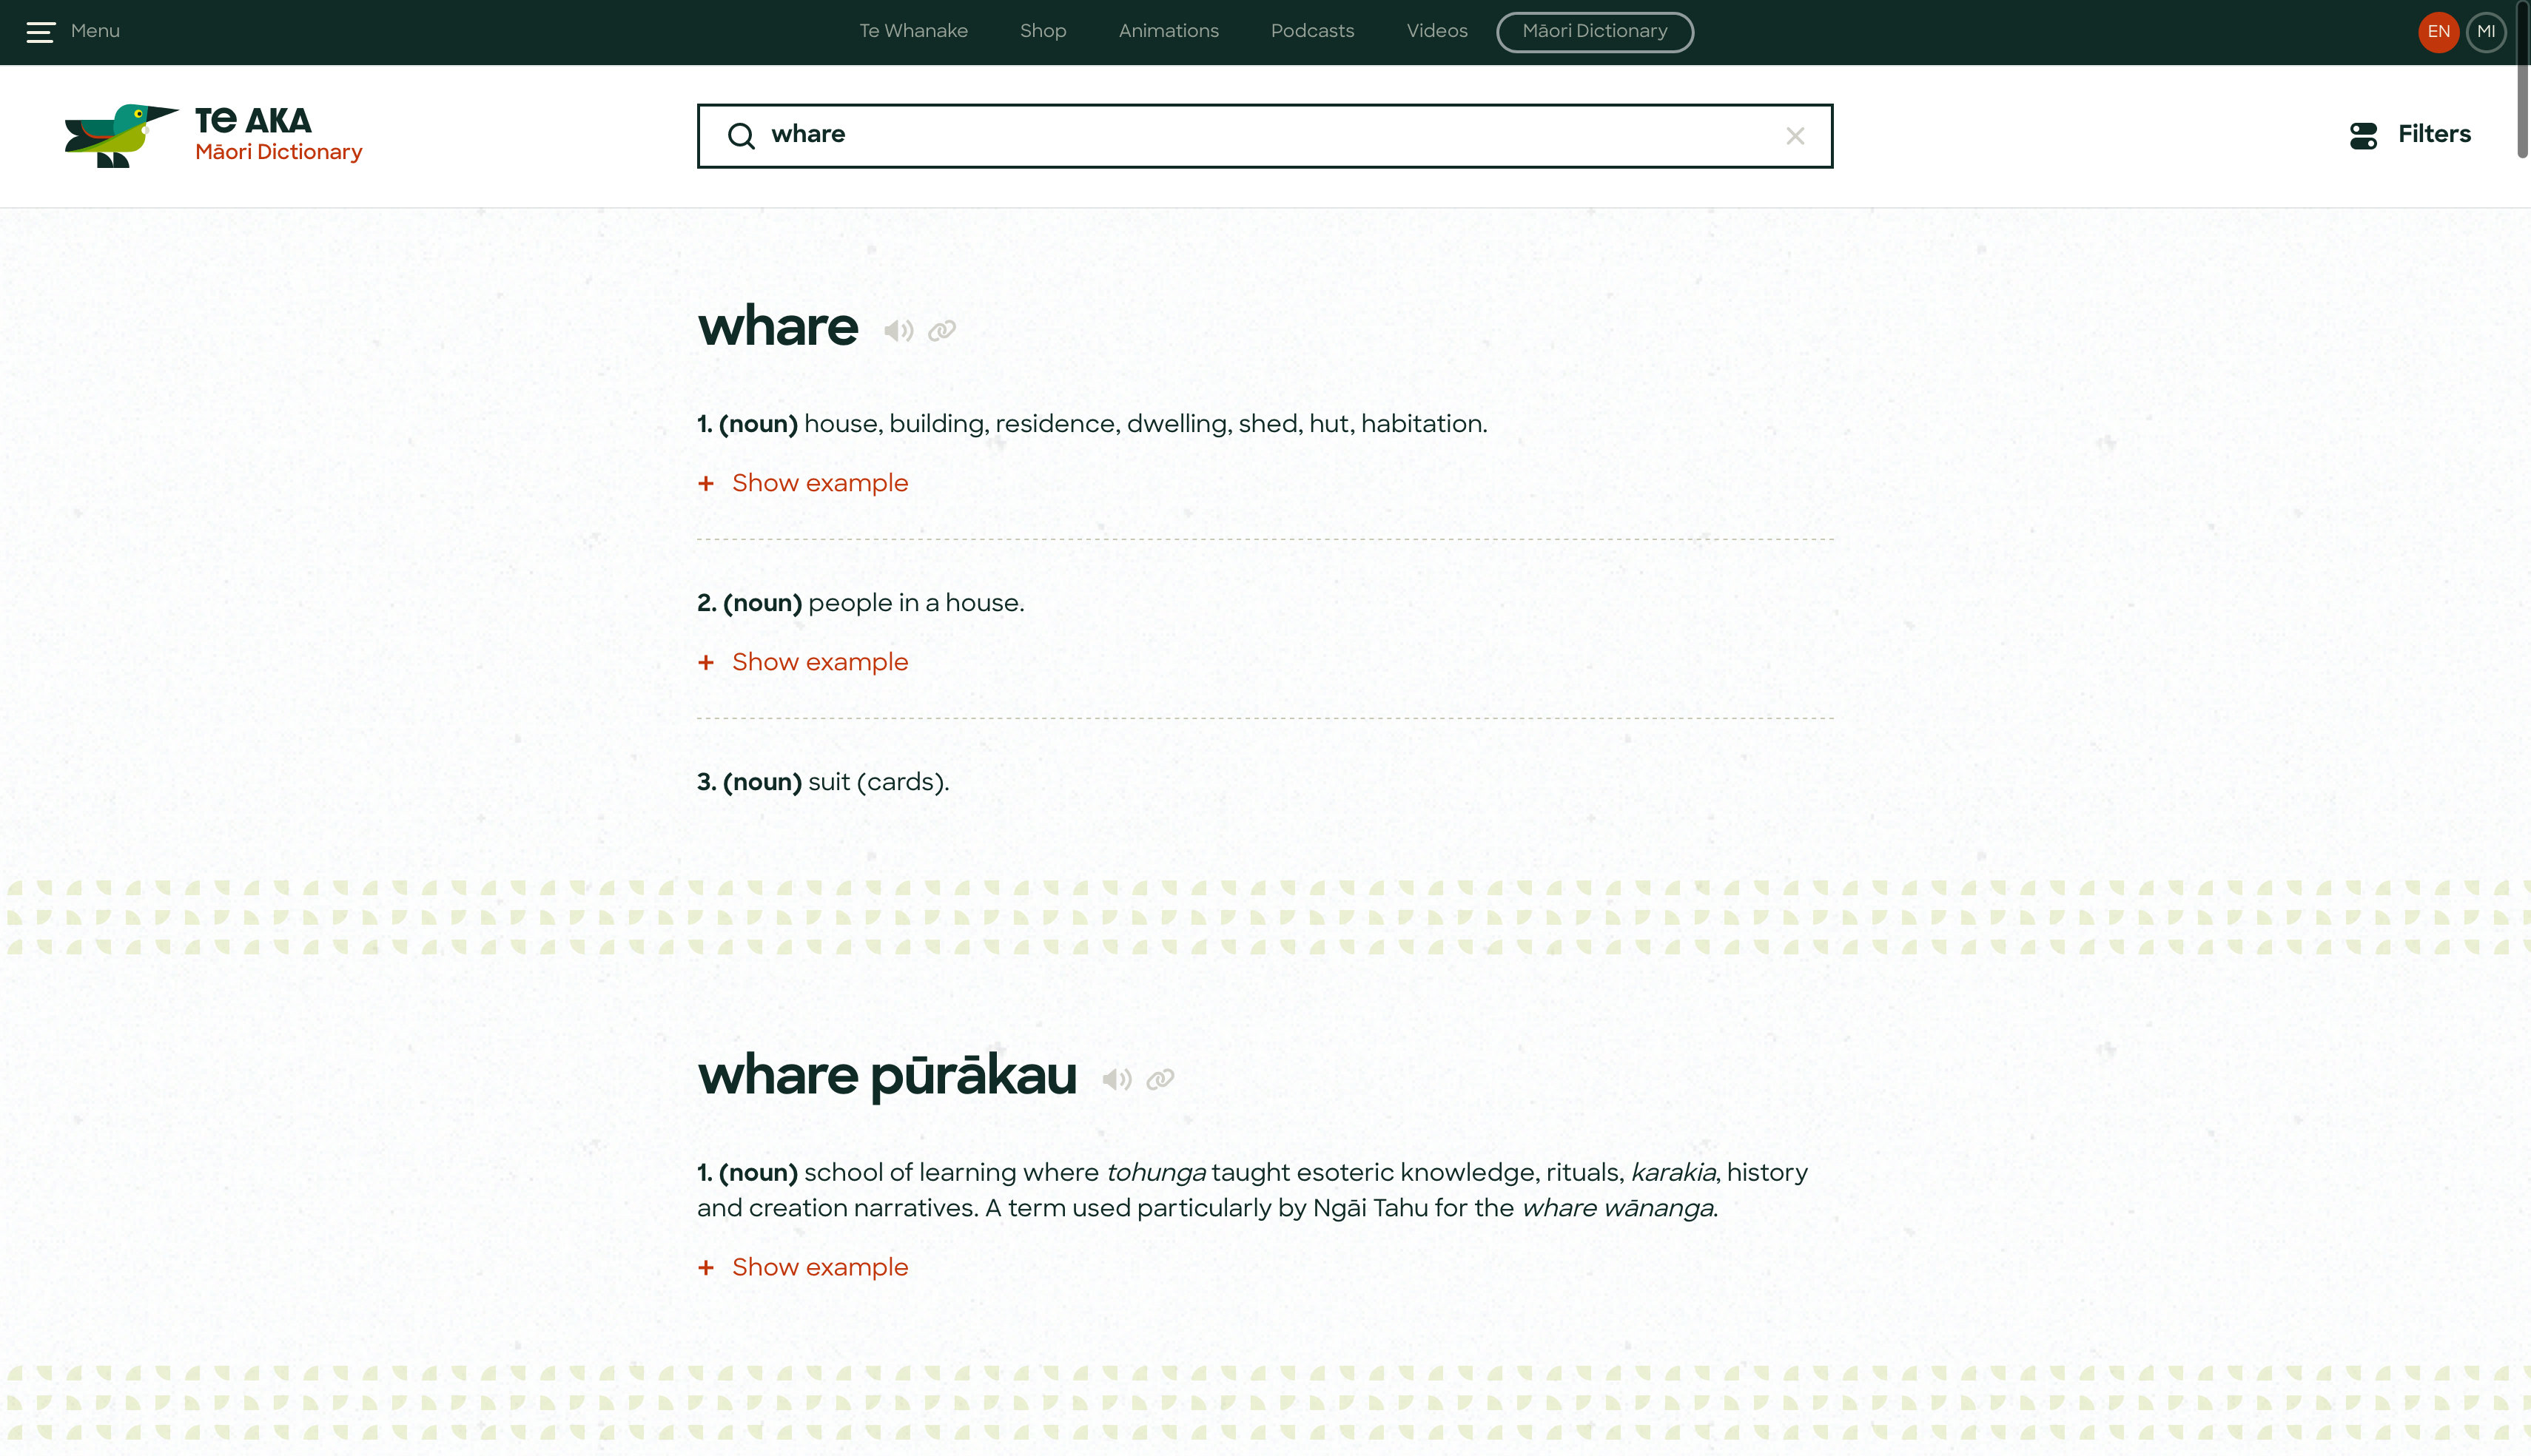 Menu
Te Whanake
Shop
Animations
Podcasts
Videos
Māori Dictionary
EN
MI
Te AKA
Māori Dictionary
whare
Filters
whare
1. (noun) house, building, residence, dwelling, shed, hut, habitation.
+ Show example
2. (noun) people in a house.
+ Show example
3. (noun) suit (cards).
whare pūrākau
1. (noun) school of learning where tohunga taught esoteric knowledge, rituals, karakia, history
and creation narratives. A term used particularly by Ngāi Tahu for the whare wānanga.
+ Show example